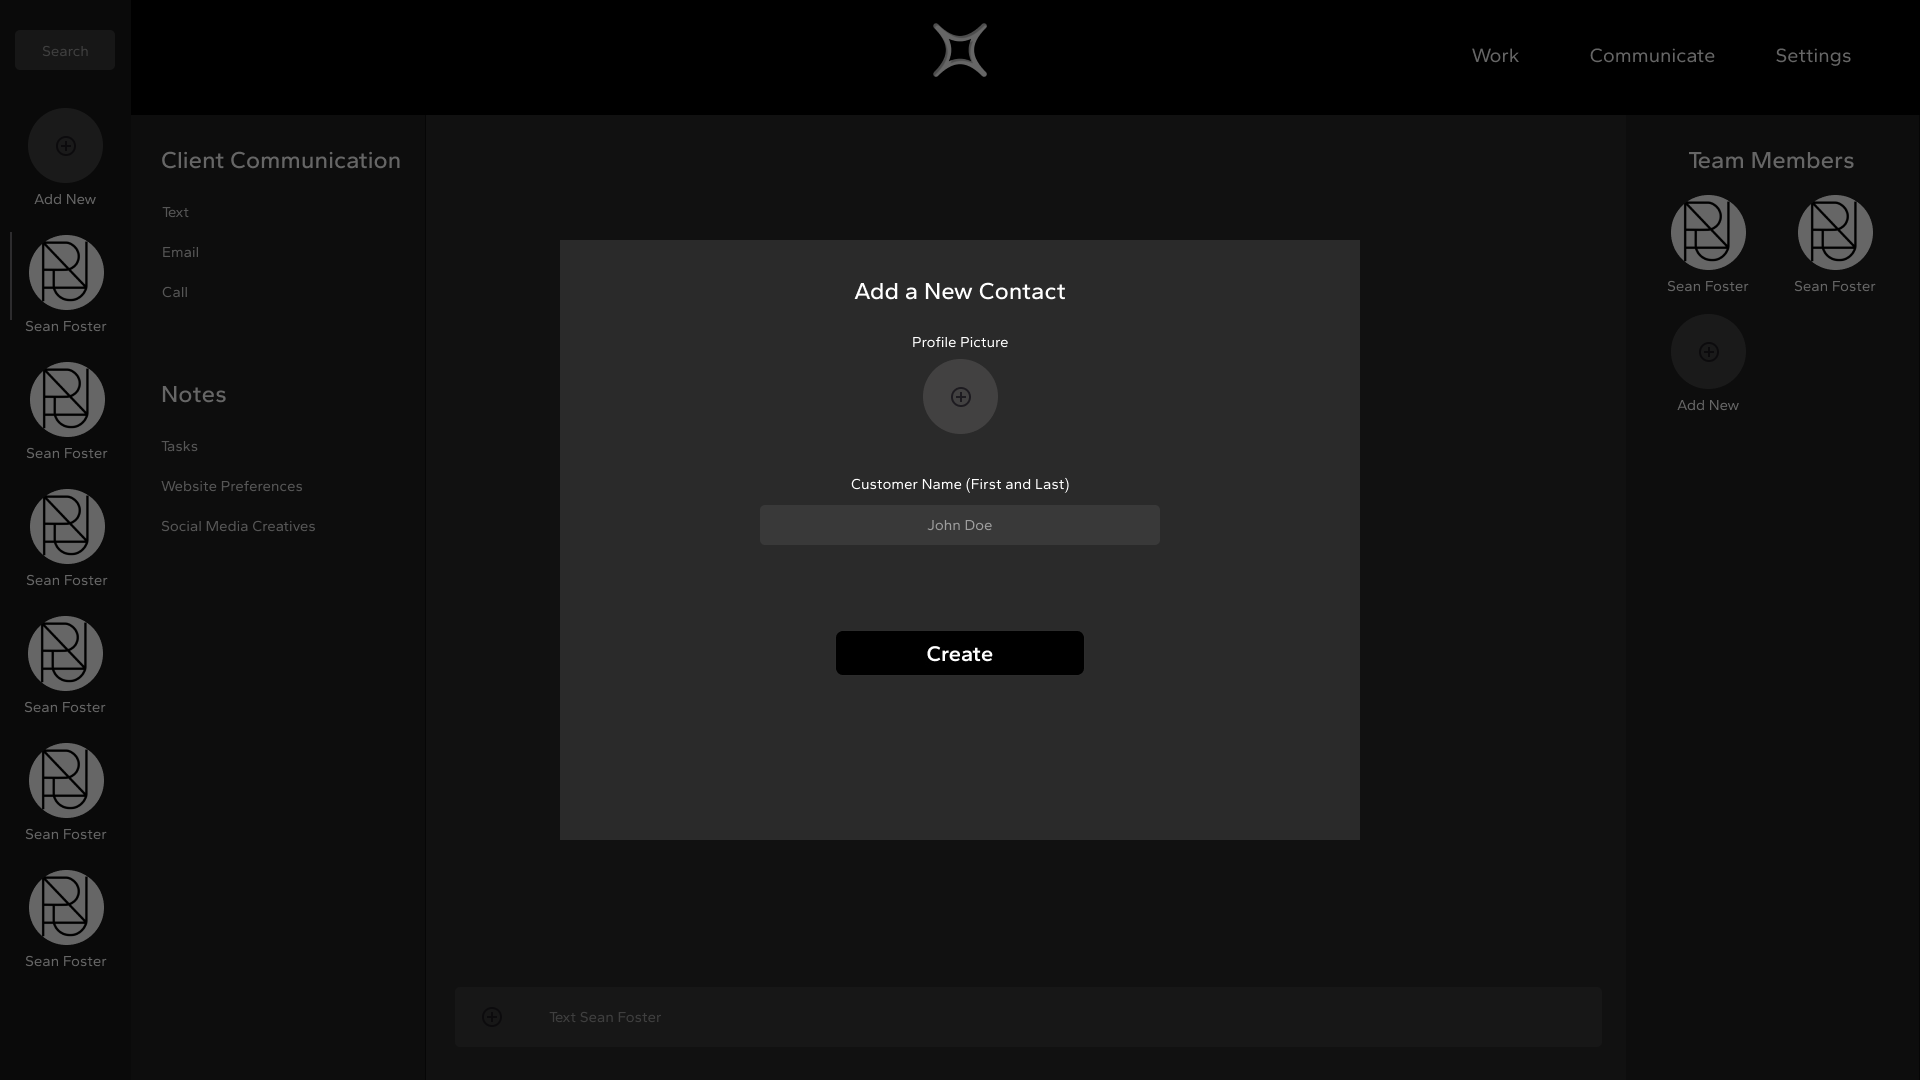 Search
Work
Communicate
Settings
Add New
Sean Foster
Sean Foster
Sean Foster
Sean Foster
Sean Foster
Sean Foster
Client Communication
Text
Email
Call
Notes
Tasks
Website Preferences
Social Media Creatives
Add a New Contact
Profile Picture
Customer Name (First and Last)
John Doe
Create
Text Sean Foster
Team Members
Sean Foster
Sean Foster
Add New